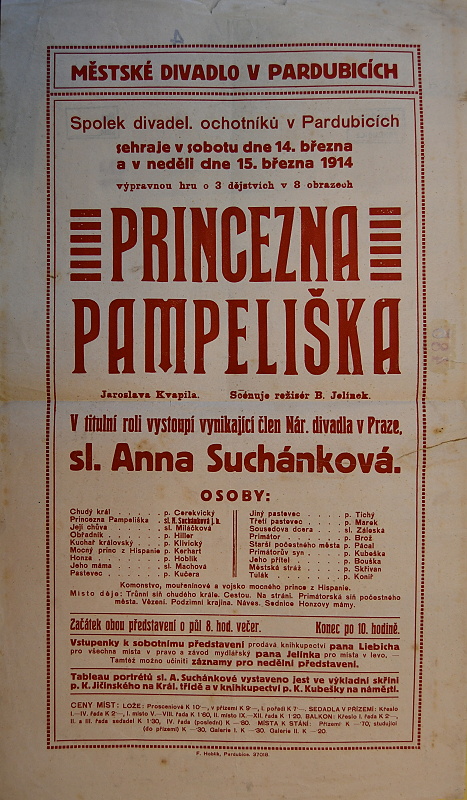 MĚSTSKÉ DIVADLO V PARDUBICÍCH
Spolek divadel. ochotníků v Pardubicích
sehraje v sobotu dne 14. března
a v neděli dne 15. března 1914
výpravnou hru o 3 dějstvích v 8 obrazech
PRINCEZNA
PAMPELIŠKA
Jaroslava Kvapila. Scénuje režisér B. Jelínek.
V titulní roli vystoupí vynikající člen Nár. divadla v Praze,
sl. Anna Suchánková.
OSOBY:
Chudý král . . . . . . p. Cerekvický
Princezna Pampeliška . sl. A. Suchánková j. h.
Její chůva . . . . . . sl. Miláčková
Obřadník . . . . . . p. Hiller
Kuchař královský . . . p. Klivický
Mocný princ z Hispanie p. Kerhart
Honza . . . . . . . p. Hoblík
Jeho máma . . . . . sl. Machová
Pastevec . . . . . . p. Kučera
Jiný pastevec . . . . . p. Tichý
Třetí pastevec . . . . p. Marek
Sousedova dcera . . . sl. Záleská
Primátor . . . . . . p. Brož
Starší počestného města p. Pácal
Primátorův syn . . . . p. Kubeška
Jeho přítel . . . . . p. Bouška
Městská stráž . . . . p. Skřivan
Tulák . . . . . . . p. Koníř
Komonstvo, mouřenínové a vojsko mocného prince z Hispanie.
Místo děje: Trůnní síň chudého krále. Cestou. Na stráni. Primátorská síň počestného
města. Vězení. Podzimní krajina. Náves. Sednice Honzovy mámy.
Začátek obou představení o půl 8. hod. večer. Konec po 10. hodině.
Vstupenky k sobotnímu představení prodává knihkupectví pana Liebicha
pro všechna místa v pravo a závod mydlářský pana Jelínka pro místa v levo.
Tamtéž možno učiniti záznamy pro nedělní představení.
Tableau portrétů sl. A. Suchánkové vystaveno jest ve výkladní skříni
p. K. Jičínského na Král. třídě a v knihkupectví p. K. Kubešky na náměstí.
CENY MÍST: LOŽE: Prosceniová K 10—, v přízemí K 9—, I. pořadí K 7—. SEDADLA V PŘÍZEMÍ: Křeslo
I.—IV. řada K 2—, I. místo V.—VIII. řada K 1·60, II. místo IX.—XII. řada K 1·20. BALKON: Křeslo I. řada K 2—,
II. a III. řada sedadel K 1·30, IV. řada (poslední) K —·80. MÍSTA K STÁNÍ: Přízemí K —·70, studující
(do přízemí) K —·30, Galerie I. K —·30, Galerie II. K —·20.
F. Hoblík, Pardubice. 37018.